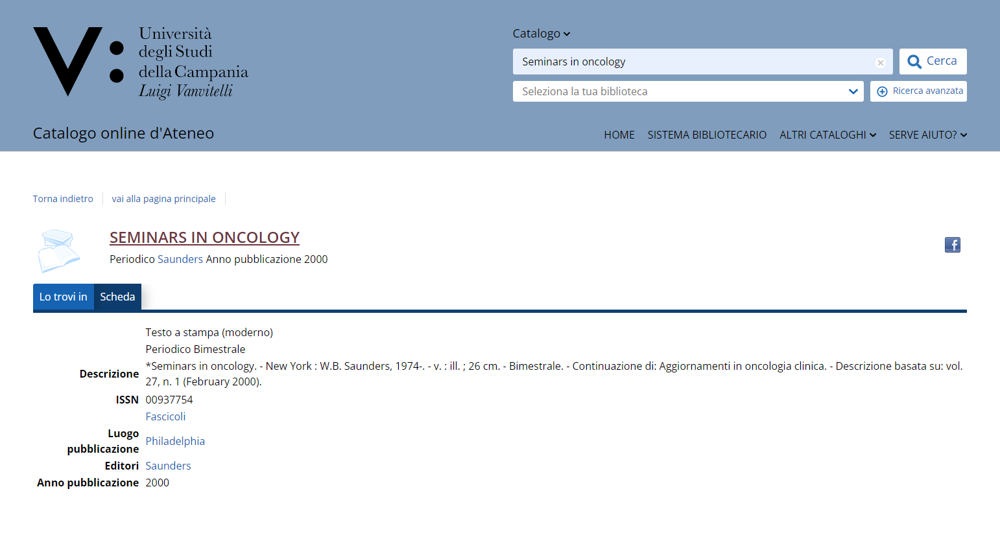 Università
degli Studi
della Campania
Luigi Vanvitelli
Catalogo
Seminars in oncology
Cerca
Seleziona la tua biblioteca
Ricerca avanzata
Catalogo online d'Ateneo
HOME SISTEMA BIBLIOTECARIO ALTRI CATALOGHI SERVE AIUTO?
Torna indietro vai alla pagina principale
SEMINARS IN ONCOLOGY
Periodico Saunders Anno pubblicazione 2000
Lo trovi in Scheda
Testo a stampa (moderno)
Periodico Bimestrale
Descrizione *Seminars in oncology. - New York : W.B. Saunders, 1974-. - v. : ill. ; 26 cm. - Bimestrale. - Continuazione di: Aggiornamenti in oncologia clinica. - Descrizione basata su: vol.
27, n. 1 (February 2000).
ISSN 00937754
Fascicoli
Luogo
pubblicazione Philadelphia
Editori Saunders
Anno pubblicazione 2000